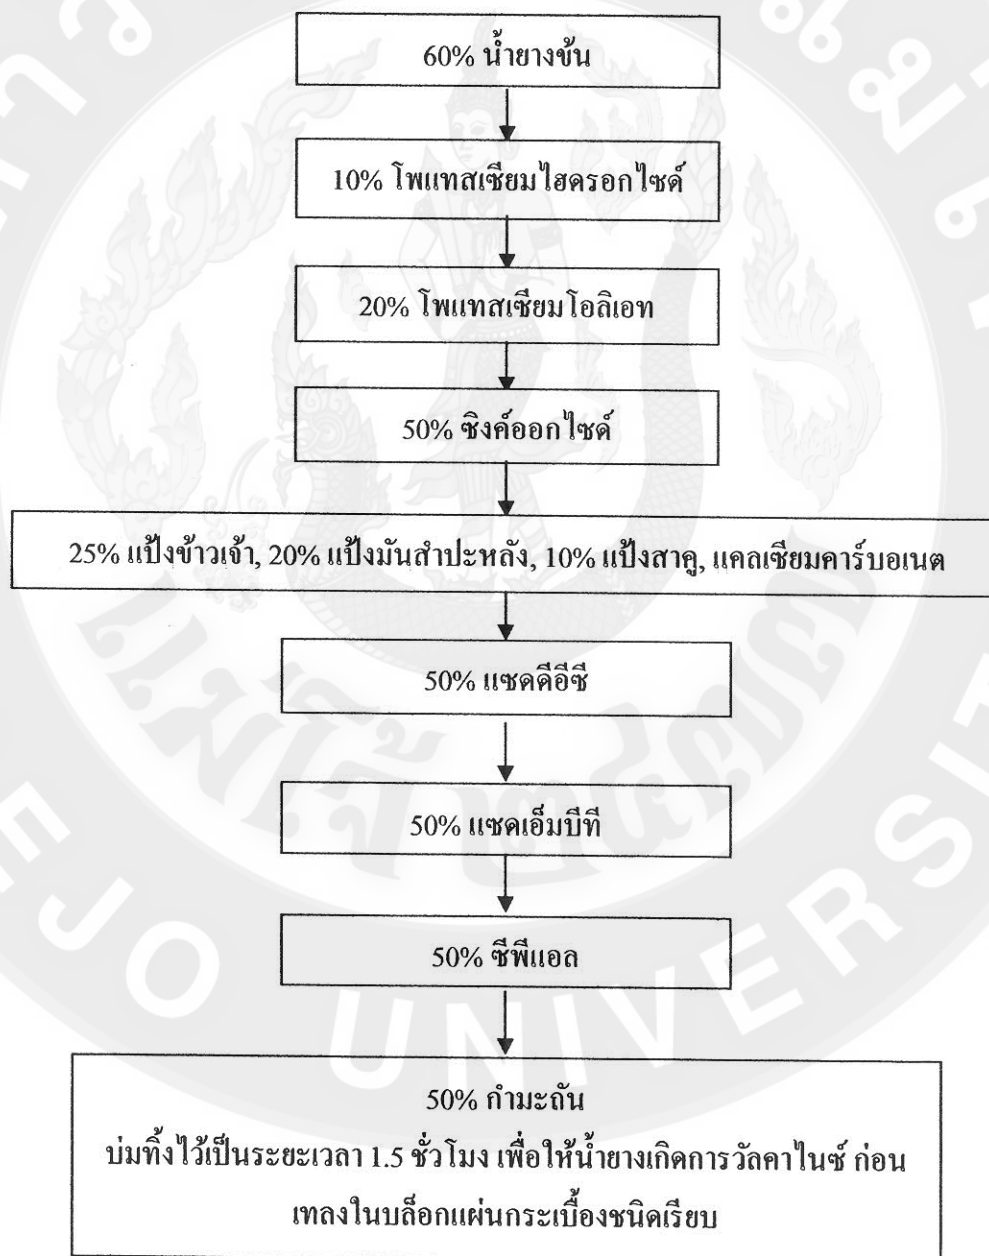 60% น้ำยางข้น
10% โพแทสเซียมไฮดรอกไซด์
20% โพแทสเซียมโอลิเอท
50% ซิงค์ออกไซด์
25% แป้งข้าวเจ้า, 20% แป้งมันสำปะหลัง, 10% แป้งสาคู, แคลเซียมคาร์บอเนต
50% แซดดีอีซี
50% แซดเอ็มบีที
50% ซีพีแอล
50% กำมะถัน
บ่มทิ้งไว้เป็นระยะเวลา 1.5 ชั่วโมง เพื่อให้น้ำยางเกิดการวัลคาไนซ์ ก่อน
เทลงในบล็อกแผ่นกระเบื้องชนิดเรียบ
แม่โจ้
EJO UNIVERSIT